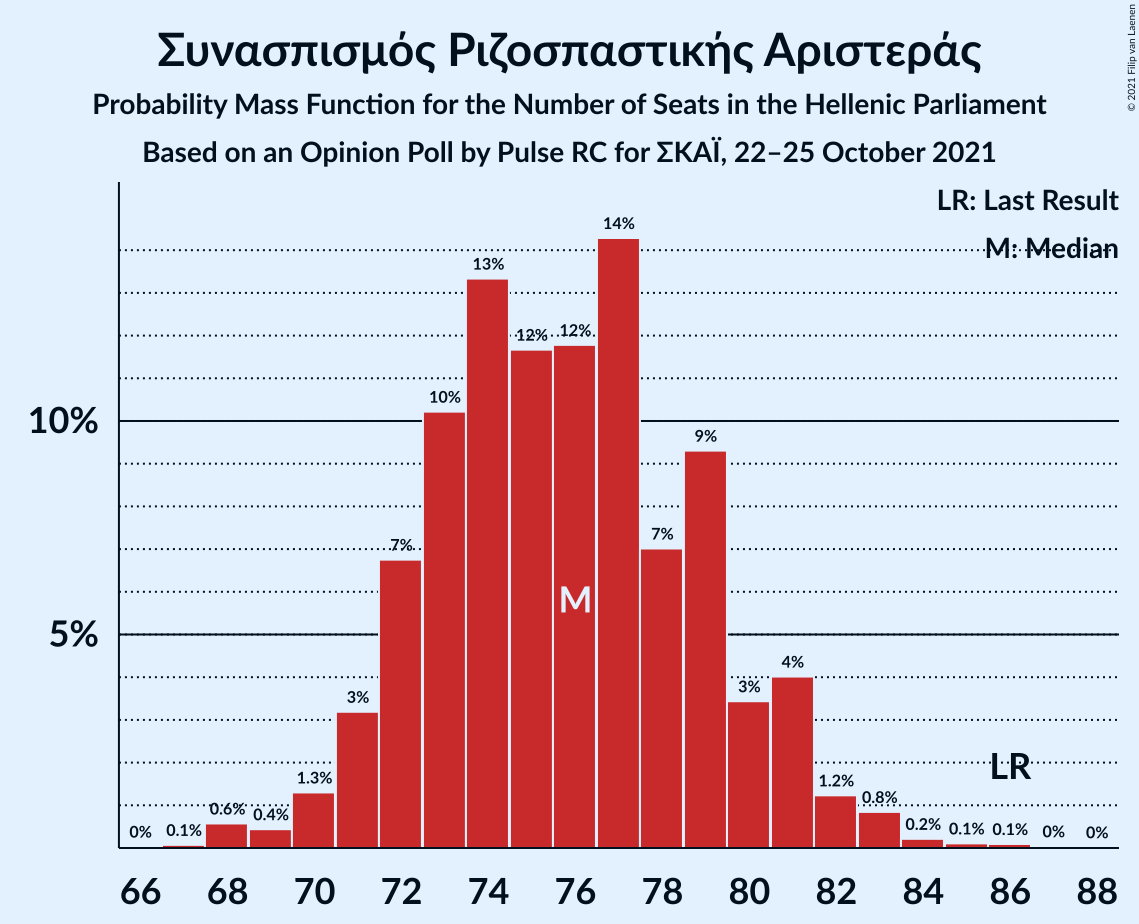 Συνασπισμός Ριζοσπαστικής Αριστεράς
Probability Mass Function for the Number of Seats in the Hellenic Parliament
Based on an Opinion Poll by Pulse RC for ΣΚΑΪ, 22–25 October 2021
© 2021 Filip van Laenen
LR: Last Result
M: Median
10%
5%
0%
0.1%
0.6%
0.4%
1.3%
3%
7%
10%
13%
12%
12%
14%
7%
9%
3%
4%
1.2%
0.8%
0.2%
0.1%
0.1%
0%
0%
M
LR
66 68 70 72 74 76 78 80 82 84 86 88